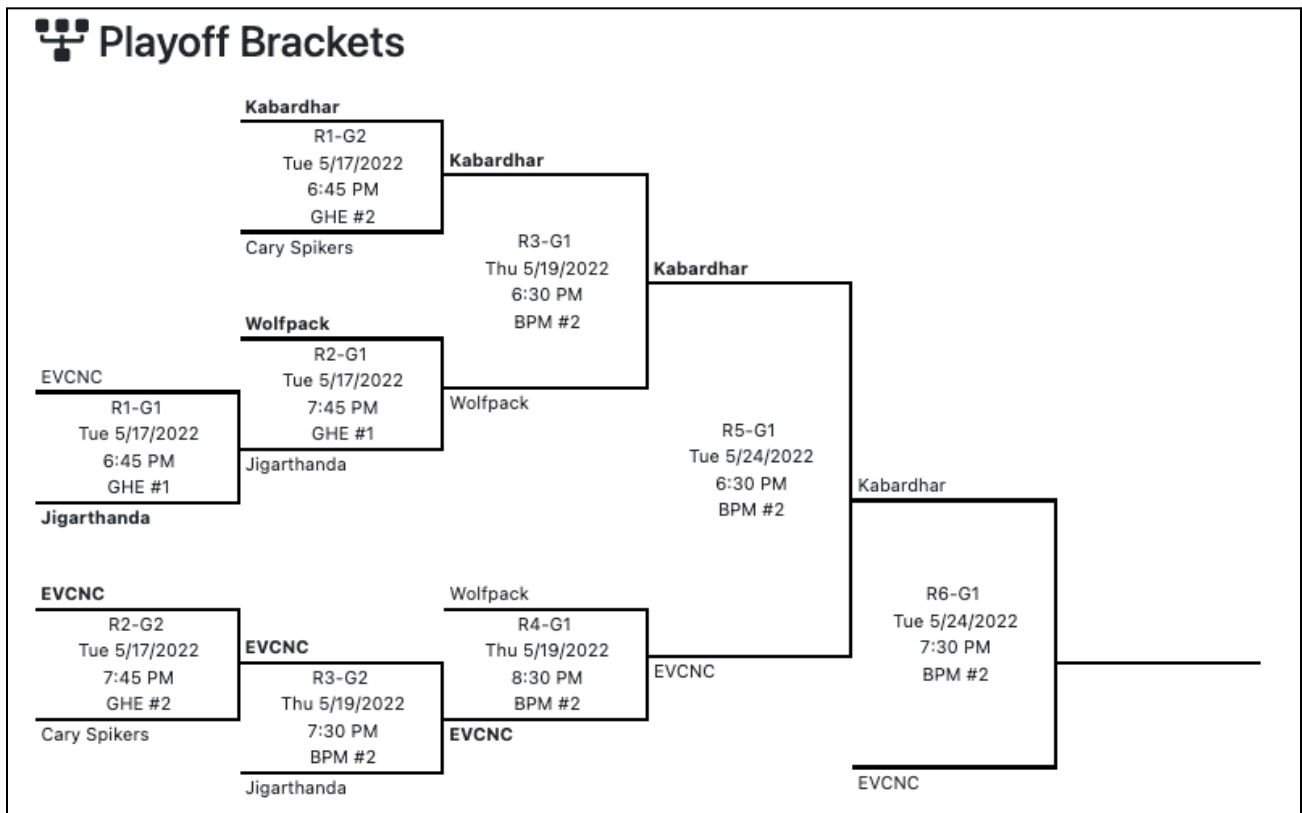 Playoff Brackets
Kabardhar
R1-G2
Tue 5/17/2022
6:45 PM
GHE #2
Cary Spikers
Kabardhar
R3-G1
Thu 5/19/2022
6:30 PM
BPM #2
Wolfpack
Wolfpack
R2-G1
Tue 5/17/2022
7:45 PM
GHE #1
Jigarthanda
EVCNC
R1-G1
Tue 5/17/2022
6:45 PM
GHE #1
Jigarthanda
Kabardhar
R5-G1
Tue 5/24/2022
6:30 PM
BPM #2
EVCNC
EVCNC
R2-G2
Tue 5/17/2022
7:45 PM
GHE #2
Cary Spikers
EVCNC
R3-G2
Thu 5/19/2022
7:30 PM
BPM #2
Jigarthanda
Wolfpack
R4-G1
Thu 5/19/2022
8:30 PM
BPM #2
EVCNC
Kabardhar
R6-G1
Tue 5/24/2022
7:30 PM
BPM #2
EVCNC